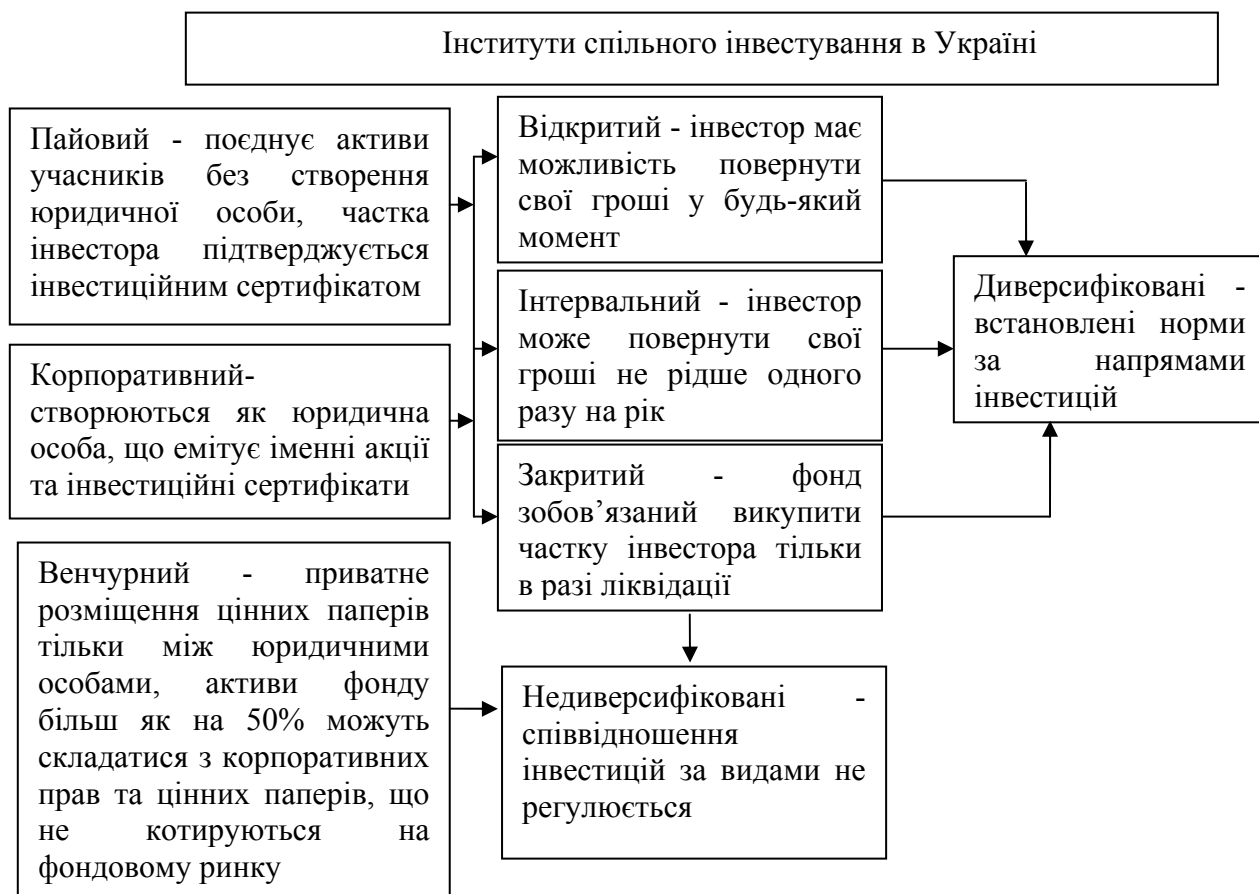 Інститути спільного інвестування в Україні
Пайовий - поєднує активи
учасників без створення
юридичної особи, частка
інвестора підтверджується
інвестиційним сертифікатом
Корпоративний-
створюються як юридична
особа, що емітує іменні акції
та інвестиційні сертифікати
Венчурний - приватне
розміщення цінних паперів
тільки між юридичними
особами, активи фонду
більш як на 50% можуть
складатися з корпоративних
прав та цінних паперів, що
не котируються на
фондовому ринку
Відкритий - інвестор має
можливість повернути
свої гроші у будь-який
момент
Інтервальний - інвестор
може повернути свої
гроші не рідше одного
разу на рік
Закритий - фонд
зобов’язаний викупити
частку інвестора тільки
в разі ліквідації
Недиверсифіковані -
співвідношення
інвестицій за видами не
регулюється
Диверсифіковані -
встановлені норми
за напрямами
інвестицій